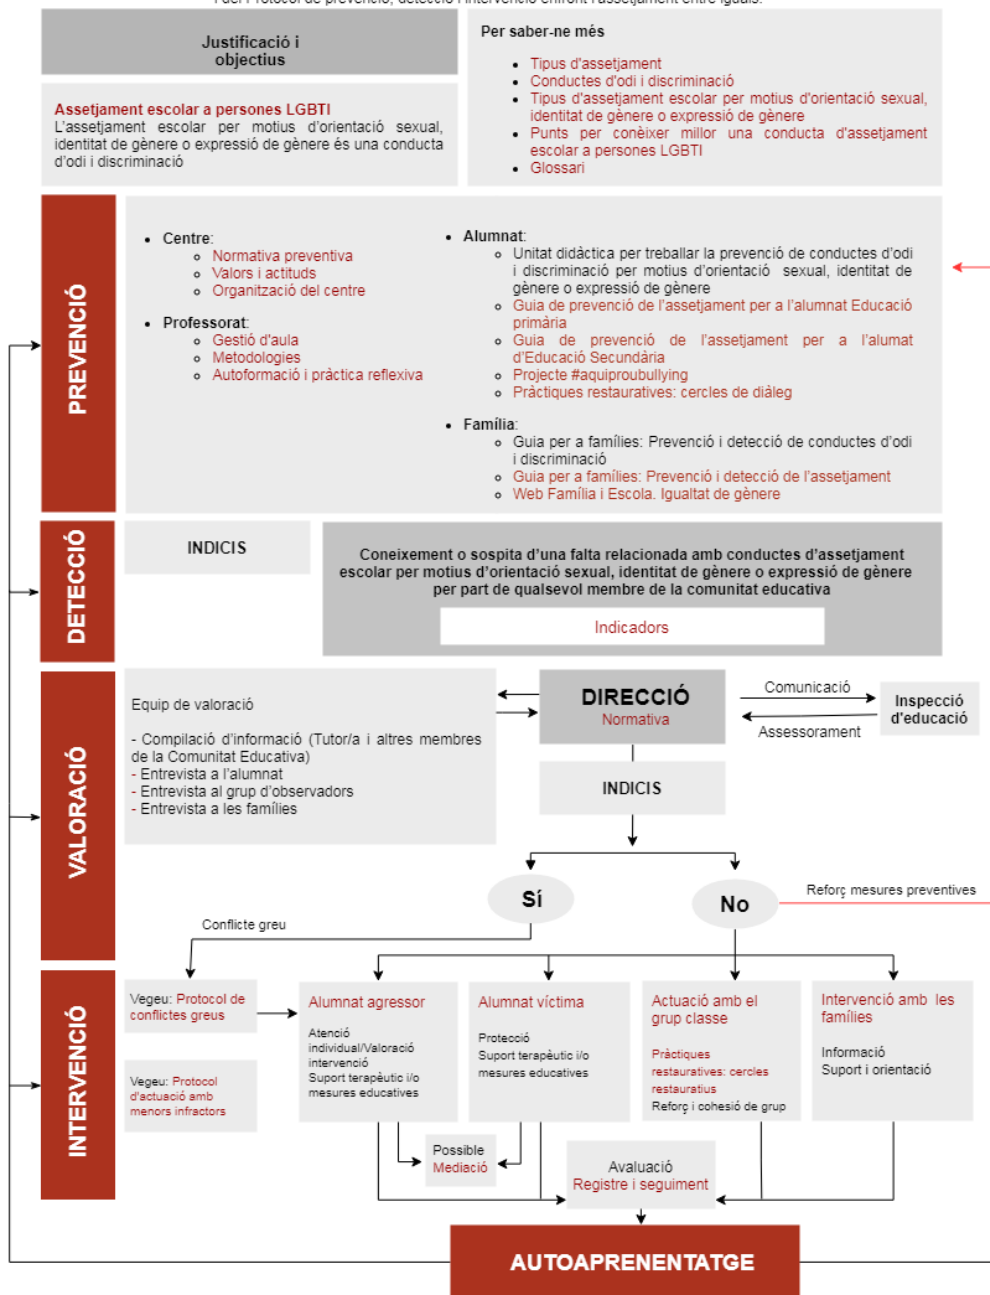 i del Protocol de prevenció, detecció i intervenció enfront l'assetjament entre iguals.
Justificació i
objectius
Per saber-ne més
Tipus d'assetjament
Conductes d'odi i discriminació
Tipus d'assetjament escolar per motius d'orientació sexual,
identitat de gènere o expressió de gènere
Punts per conèixer millor una conducta d'assetjament
escolar a persones LGBTI
Glossari
Assetjament escolar a persones LGBTI
L'assetjament escolar per motius d'orientació sexual,
identitat de gènere o expressió de gènere és una conducta
d'odi i discriminació
PREVENCIÓ
Centre:
Normativa preventiva
Valors i actituds
Organització del centre
Professorat:
Gestió d'aula
Metodologies
Autoformació i pràctica reflexiva
Alumnat:
Unitat didàctica per treballar la prevenció de conductes d'odi
i discriminació per motius d'orientació sexual, identitat de
gènere o expressió de gènere
Guia de prevenció de l'assetjament per a l'alumnat Educació
primària
Guia de prevenció de l'assetjament per a l'alumat
d'Educació Secundària
Projecte #aquiproubullying
Pràctiques restauratives: cercles de diàleg
Família:
Guia per a famílies: Prevenció i detecció de conductes d'odi
i discriminació
Guia per a famílies: Prevenció i detecció de l'assetjament
Web Família i Escola. Igualtat de gènere
DETECCIÓ
INDICIS
Coneixement o sospita d'una falta relacionada amb conductes d'assetjament
escolar per motius d'orientació sexual, identitat de gènere o expressió de gènere
per part de qualsevol membre de la comunitat educativa
Indicadors
VALORACIÓ
Equip de valoració
- Compilació d'informació (Tutor/a i altres membres
de la Comunitat Educativa)
- Entrevista a l'alumnat
- Entrevista al grup d'observadors
- Entrevista a les famílies
DIRECCIÓ
Normativa
Comunicació
Assessorament
Inspecció
d'educació
INDICIS
Sí
No
Reforç mesures preventives
Conflicte greu
INTERVENCIÓ
Vegeu: Protocol de
conflictes greus
Vegeu: Protocol
d'actuació amb
menors infractors
Alumnat agressor
Atenció
individual/Valoració
intervenció
Suport terapèutic i/o
mesures educatives
Alumnat víctima
Protecció
Suport terapèutic i/o
mesures educatives
Actuació amb el
grup classe
Pràctiques
restauratives: cercles
restauratius
Reforç i cohesió de grup
Intervenció amb les
famílies
Informació
Suport i orientació
Possible
Mediació
Avaluació
Registre i seguiment
AUTOAPRENENTATGE